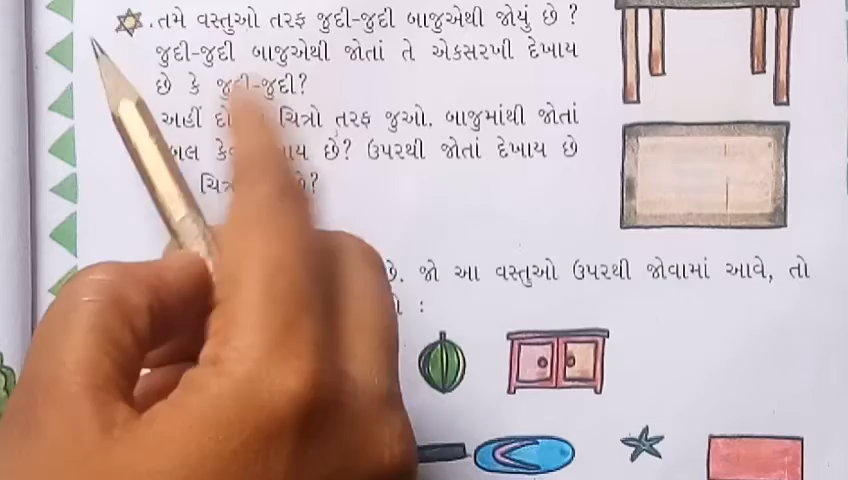 .તમે વસ્તુઓ તરફ જુદી-જુદી બાજુએથી જોયું છે ?
જુદી-જુદી બાજુએથી જોતાં તે એકસરખી દેખાય
છે કે જુદી-જુદી?
અહીં ચિત્રો તરફ જુઓ. બાજુમાંથી જોતાં
છે? ઉપરથી જોતાં દેખાય છે
છે. જો આ વસ્તુઓ ઉપરથી જોવામાં આવે, તો
: